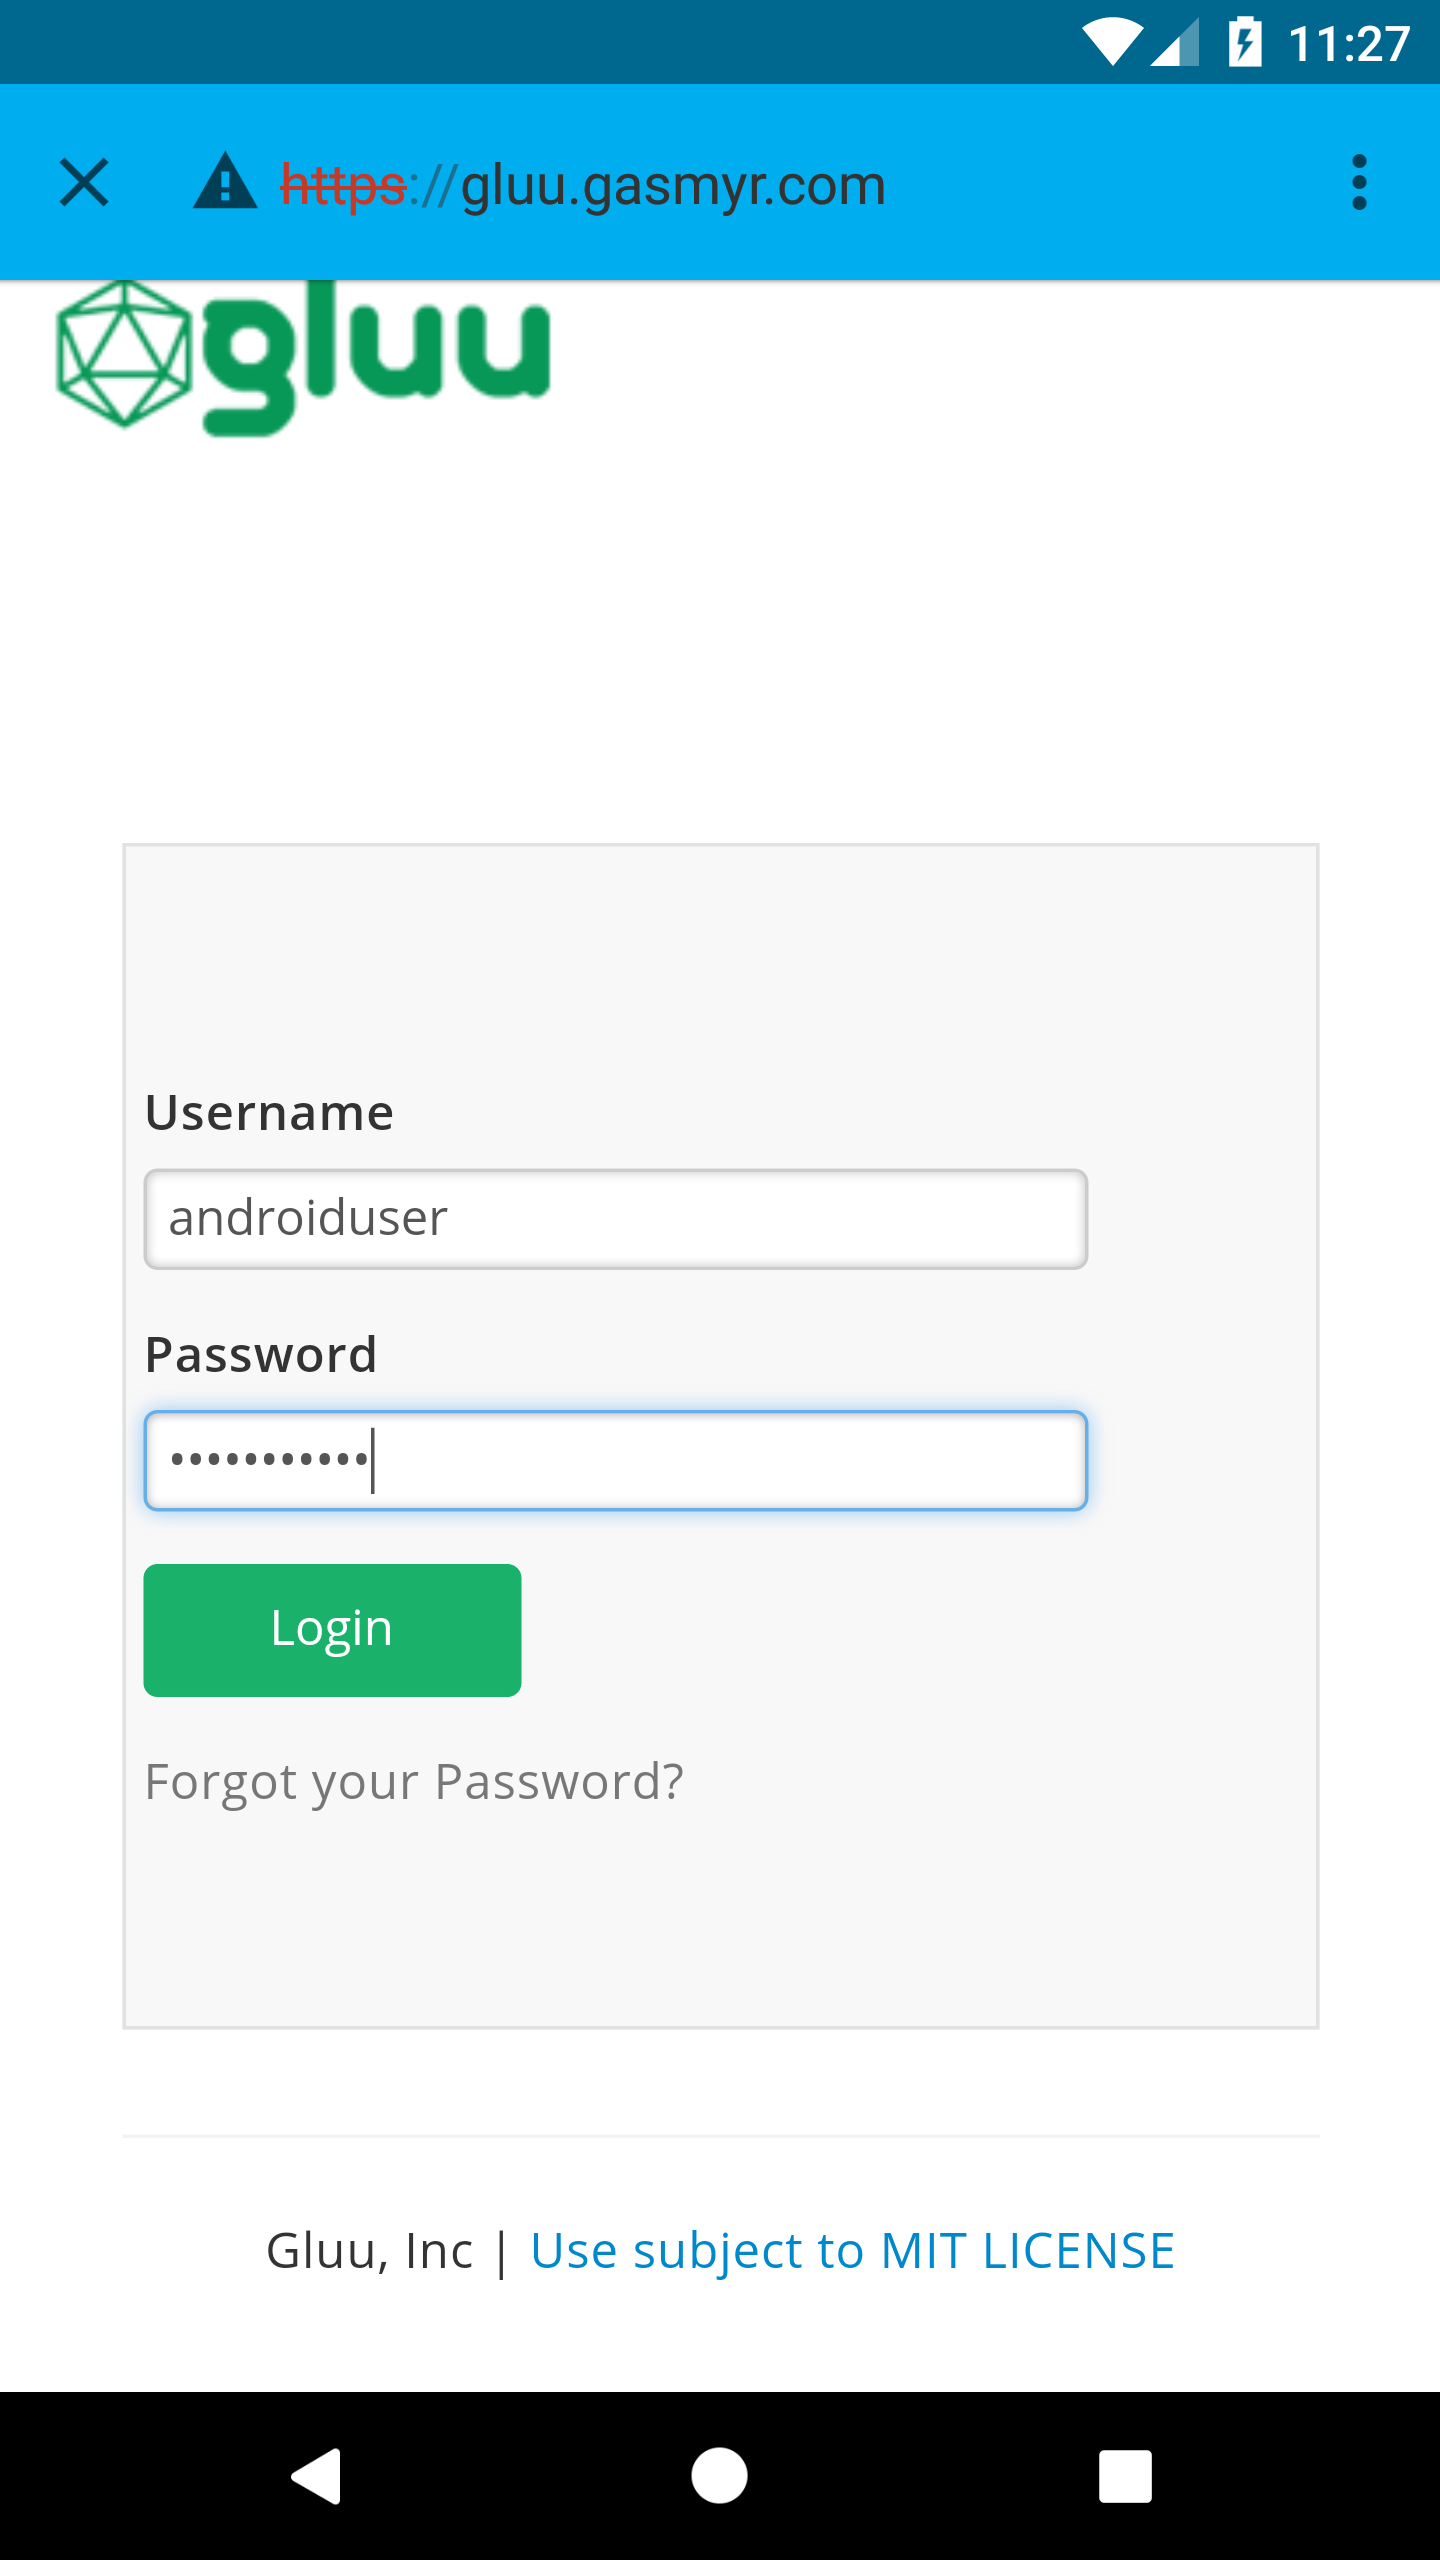 11:27
https://gluu.gasmyr.com
gluu
Username
androiduser
Password
•••••••••••
Login
Forgot your Password?
Gluu, Inc | Use subject to MIT LICENSE